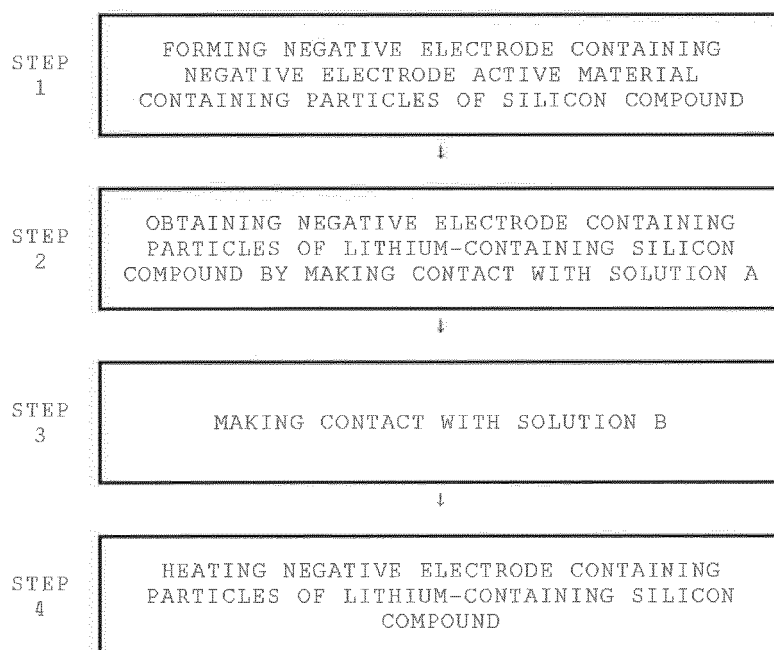 STEP
1
FORMING NEGATIVE ELECTRODE CONTAINING
NEGATIVE ELECTRODE ACTIVE MATERIAL
CONTAINING PARTICLES OF SILICON COMPOUND
↓
STEP
2
OBTAINING NEGATIVE ELECTRODE CONTAINING
PARTICLES OF LITHIUM-CONTAINING SILICON
COMPOUND BY MAKING CONTACT WITH SOLUTION A
↓
STEP
3
MAKING CONTACT WITH SOLUTION B
↓
STEP
4
HEATING NEGATIVE ELECTRODE CONTAINING
PARTICLES OF LITHIUM-CONTAINING SILICON
COMPOUND